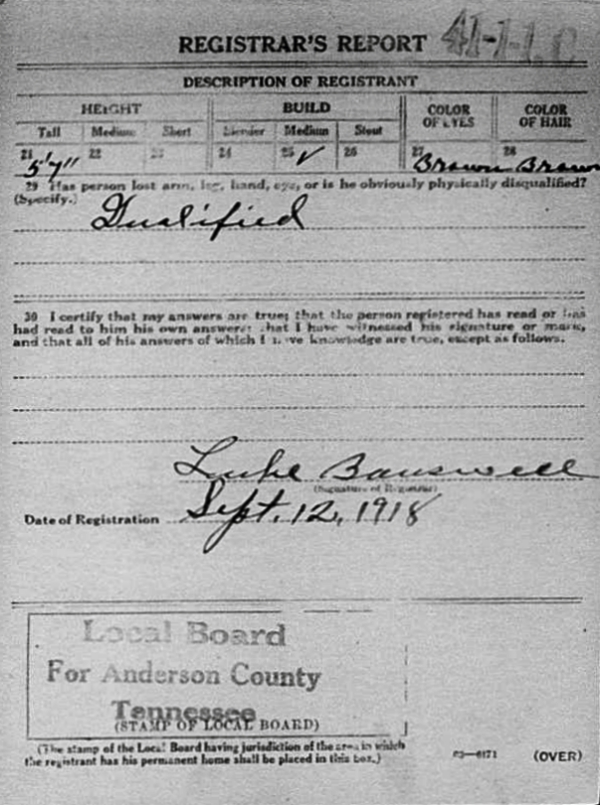 REGISTRAR'S REPORT 41-1-1. C
DESCRIPTION OF REGISTRANT
HEIGHT BUILD COLOR OF EYES COLOR OF HAIR
Tall Medium Short Slender Medium Stout
21 22 23 24 25 26 27 28
5'7" ✓ Brown Brown
29 Has person lost arm, leg, hand, eye, or is he obviously physically disqualified?
(Specify.)
Qualified
30 I certify that my answers are true; that the person registered has read or has
had read to him his own answers; that I have witnessed his signature or mark,
and that all of his answers of which I have knowledge are true, except as follows.
Luke
(Signature of Registrar)
Date of Registration Sept. 12, 1918
Local Board
For Anderson County
Tennessee
(STAMP OF LOCAL BOARD)
(The stamp of the Local Board having jurisdiction of the area in which
the registrant has his permanent home shall be placed in this box.)
03—6171 (OVER)